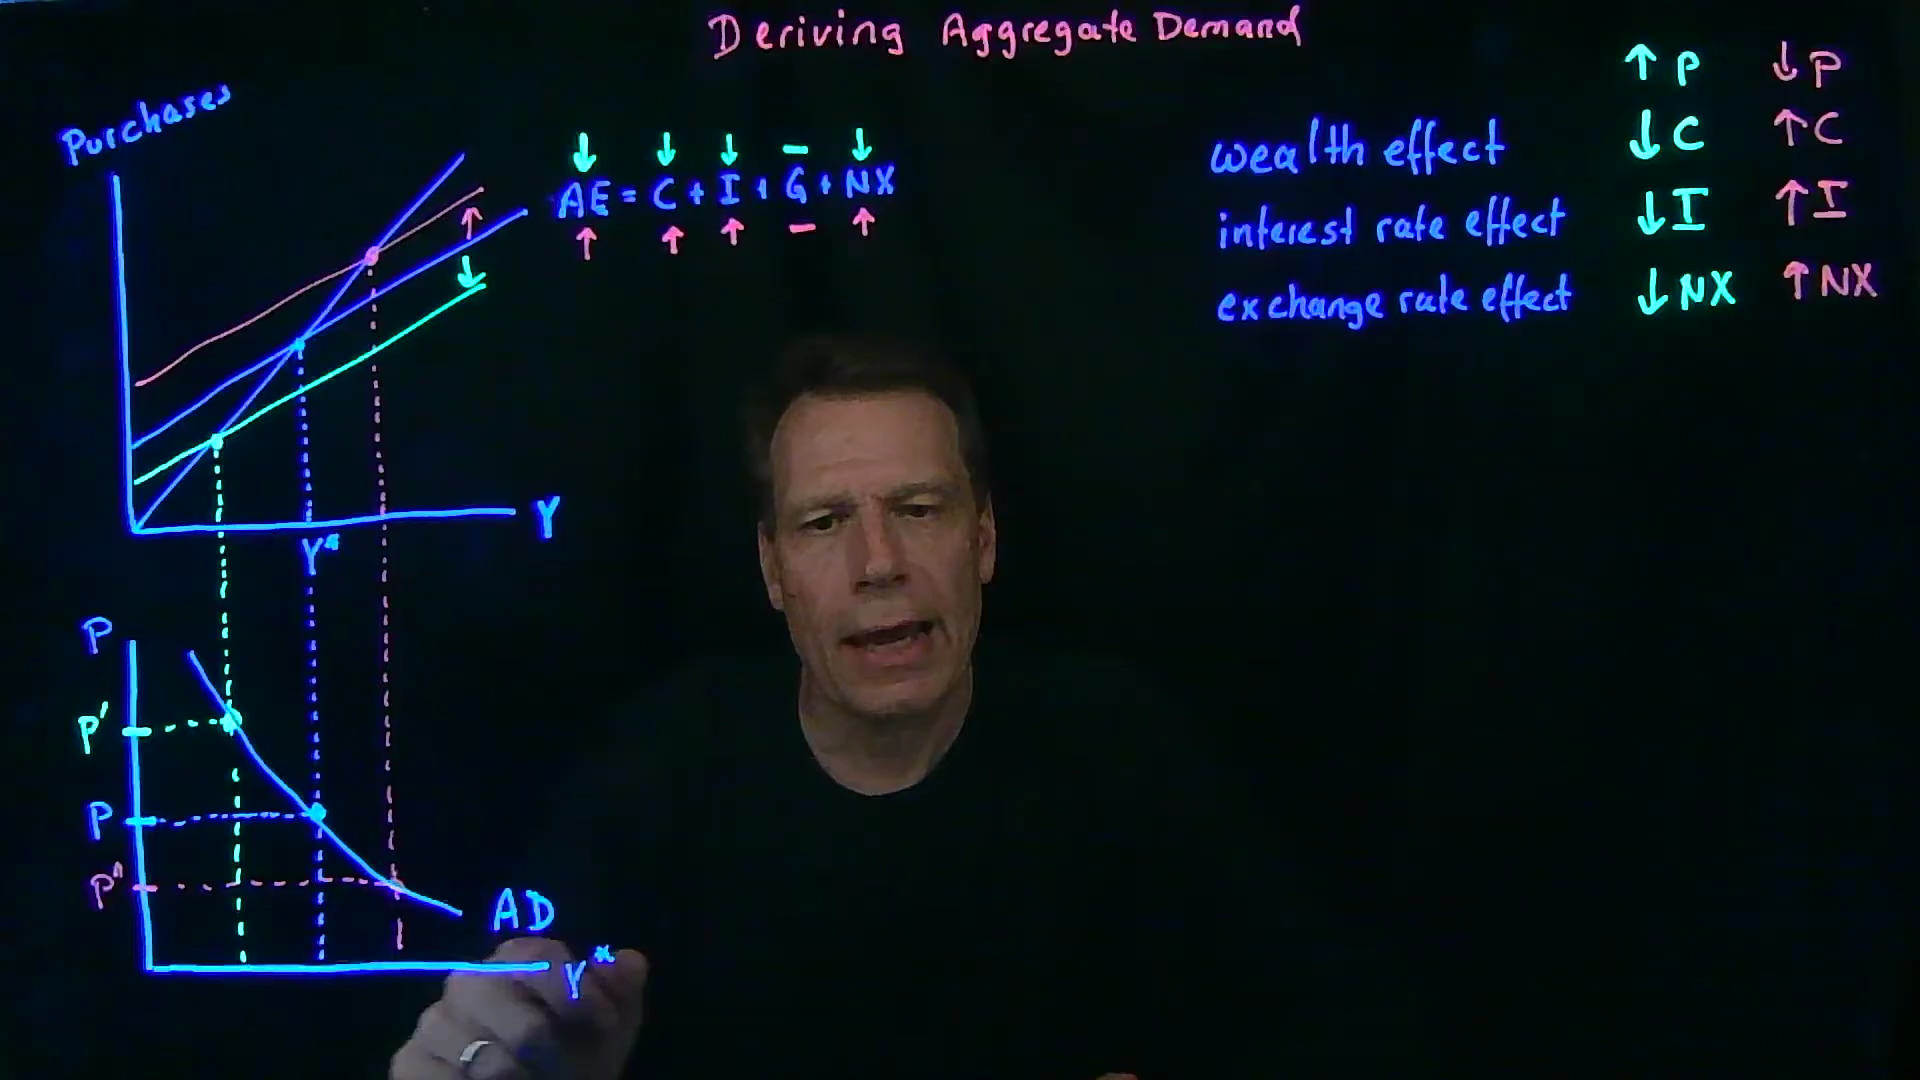 Deriving Aggregate Demand
↑ P ↓ P
Purchases
wealth effect ↓ C ↑ C
↓ ↓ ↓ – ↓
AE = C + I + G + NX
↑ ↑ ↑ – ↑
interest rate effect ↓ I ↑ I
exchange rate effect ↓ NX ↑ NX
Y
Y*
P
P'
P
P"
AD
Y*